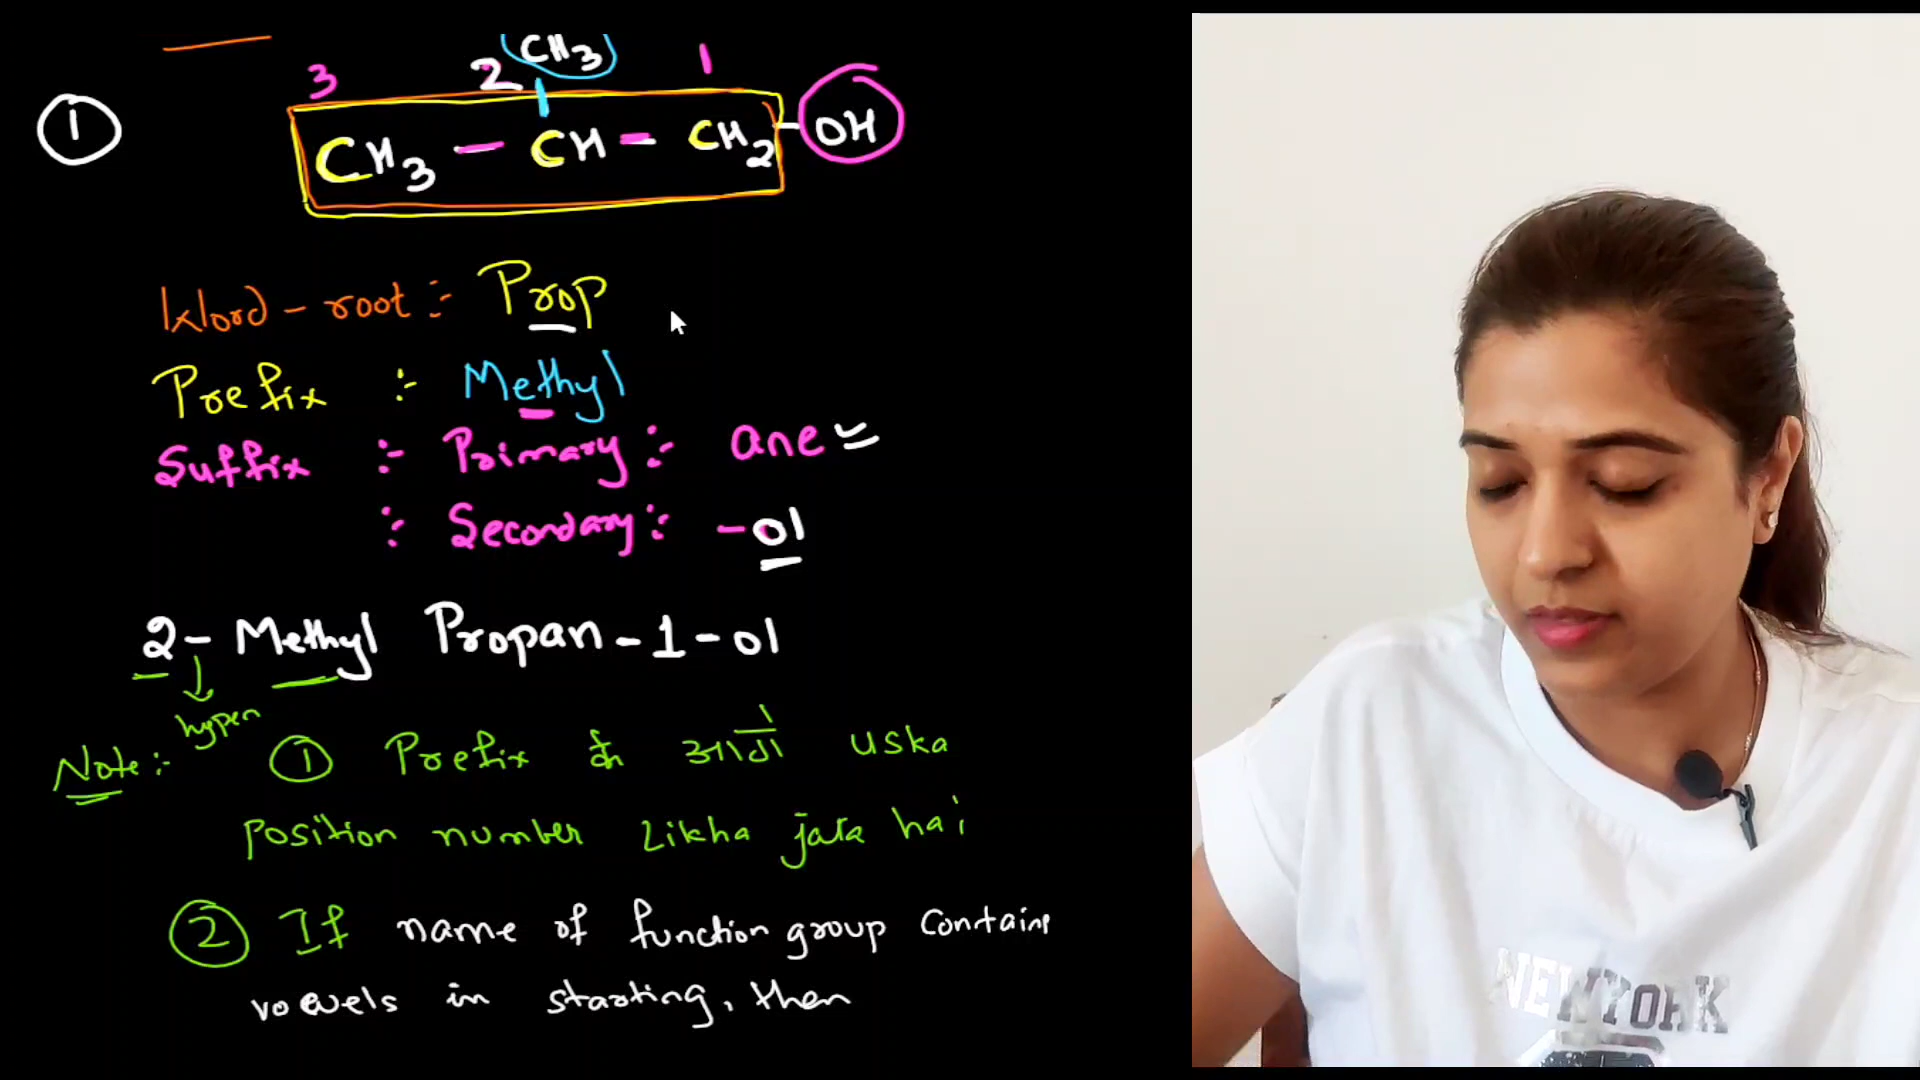 3 2 CH3 1
① CH3 - CH - CH2 - OH
Word - root :- Prop
Prefix :- Methyl
Suffix :- Primary :- ane
:- Secondary :- -ol
2- Methyl Propan-1-ol
hypen
Note :- ① Prefix के आगे uska
position number likha jata hai
② If name of function group contains
vowels in starting, then
NEW YORK